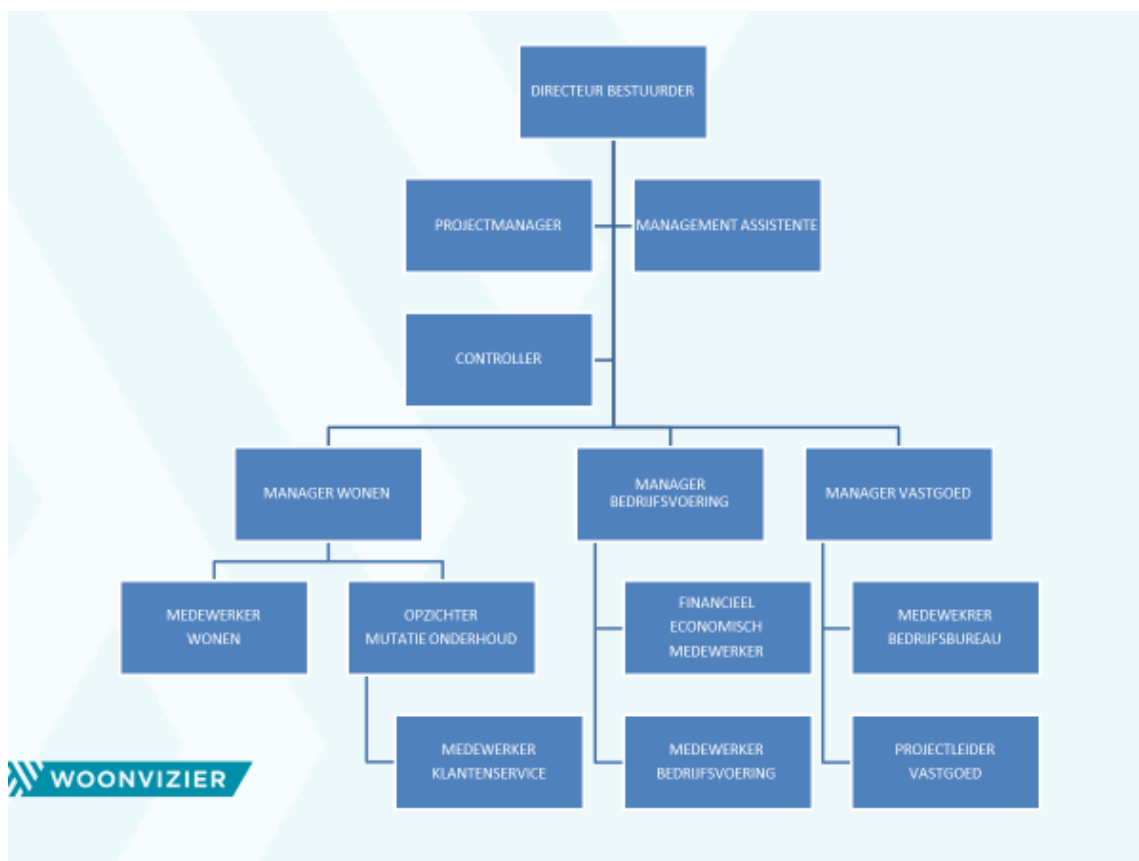 DIRECTEUR BESTUURDER
PROJECTMANAGER
MANAGEMENT ASSISTENTE
CONTROLLER
MANAGER WONEN
MANAGER
BEDRIJFSVOERING
MANAGER VASTGOED
MEDEWERKER
WONEN
OPZICHTER
MUTATIE ONDERHOUD
FINANCIEEL
ECONOMISCH
MEDEWERKER
MEDEWEKRER
BEDRIJFSBUREAU
MEDEWERKER
KLANTENSERVICE
MEDEWERKER
BEDRIJFSVOERING
PROJECTLEIDER
VASTGOED
WOONVIZIER